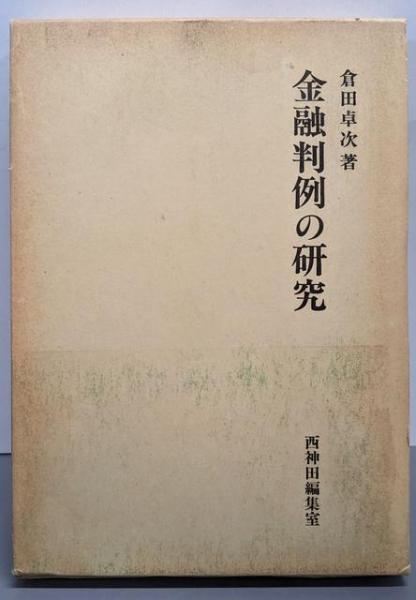 倉田卓次著
金融判例の研究
西神田編集室